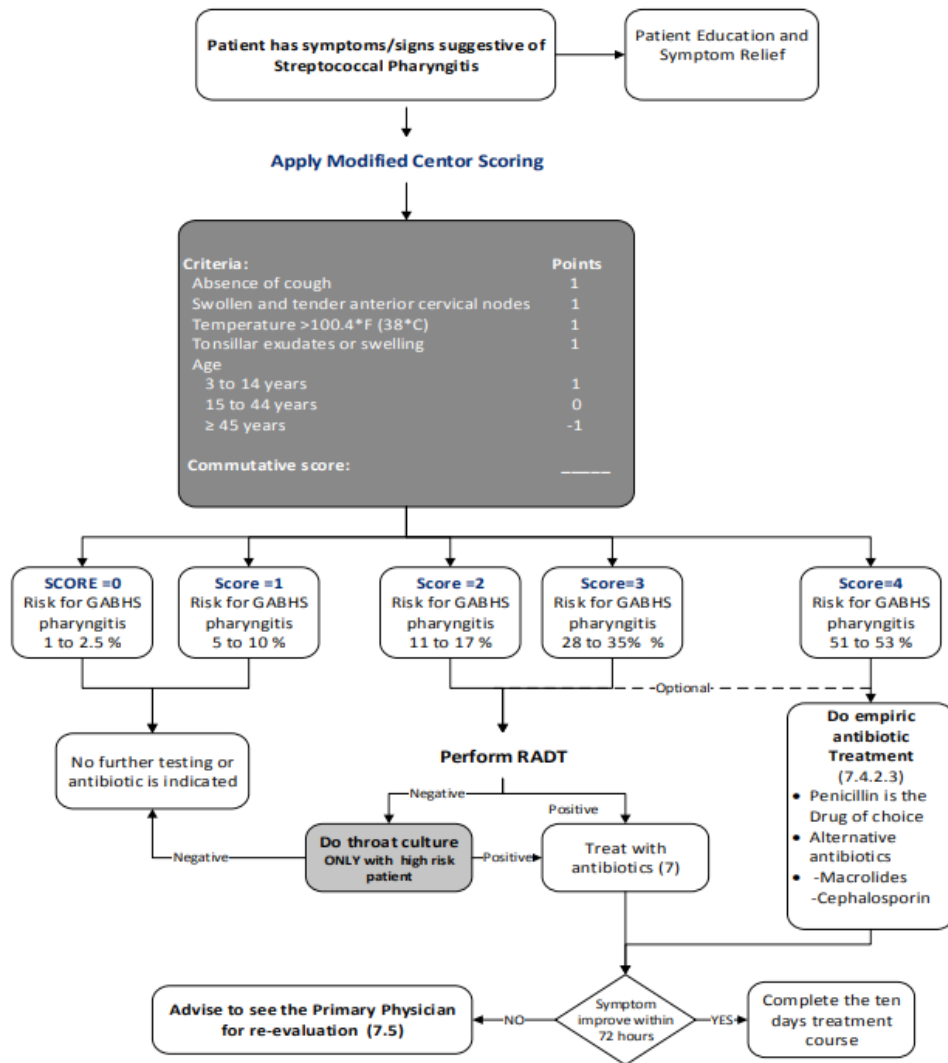 Patient has symptoms/signs suggestive of
Streptococcal Pharyngitis
Patient Education and
Symptom Relief
Apply Modified Centor Scoring
Criteria: Points
Absence of cough 1
Swollen and tender anterior cervical nodes 1
Temperature >100.4*F (38*C) 1
Tonsillar exudates or swelling 1
Age
3 to 14 years 1
15 to 44 years 0
≥ 45 years -1
Commutative score: _____
SCORE =0
Risk for GABHS
pharyngitis
1 to 2.5 %
Score =1
Risk for GABHS
pharyngitis
5 to 10 %
Score =2
Risk for GABHS
pharyngitis
11 to 17 %
Score=3
Risk for GABHS
pharyngitis
28 to 35% %
Score=4
Risk for GABHS
pharyngitis
51 to 53 %
Optional
No further testing or
antibiotic is indicated
Perform RADT
Negative
Positive
Do throat culture
ONLY with high risk
patient
Negative
Positive
Treat with
antibiotics (7)
Do empiric
antibiotic
Treatment
(7.4.2.3)
• Penicillin is the
Drug of choice
• Alternative
antibiotics
• -Macrolides
-Cephalosporin
Symptom
improve within
72 hours
NO
YES
Advise to see the Primary Physician
for re-evaluation (7.5)
Complete the ten
days treatment
course